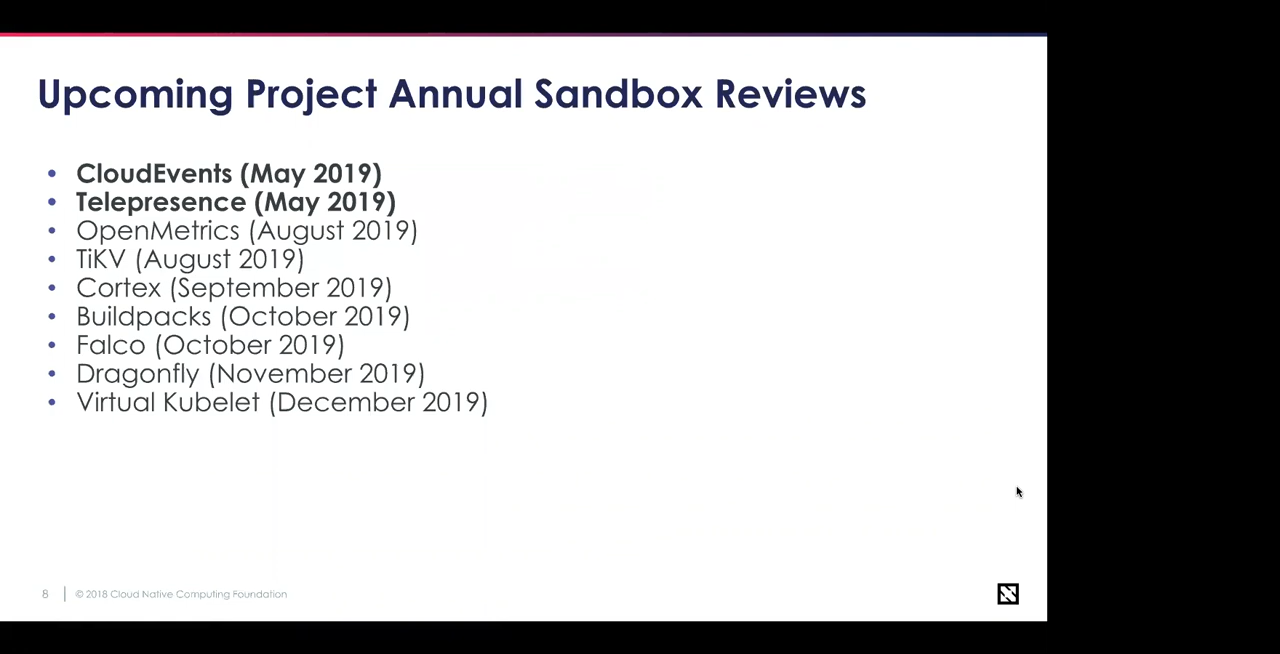 Upcoming Project Annual Sandbox Reviews
• CloudEvents (May 2019)
• Telepresence (May 2019)
• OpenMetrics (August 2019)
• TiKV (August 2019)
• Cortex (September 2019)
• Buildpacks (October 2019)
• Falco (October 2019)
• Dragonfly (November 2019)
• Virtual Kubelet (December 2019)
8 | © 2018 Cloud Native Computing Foundation